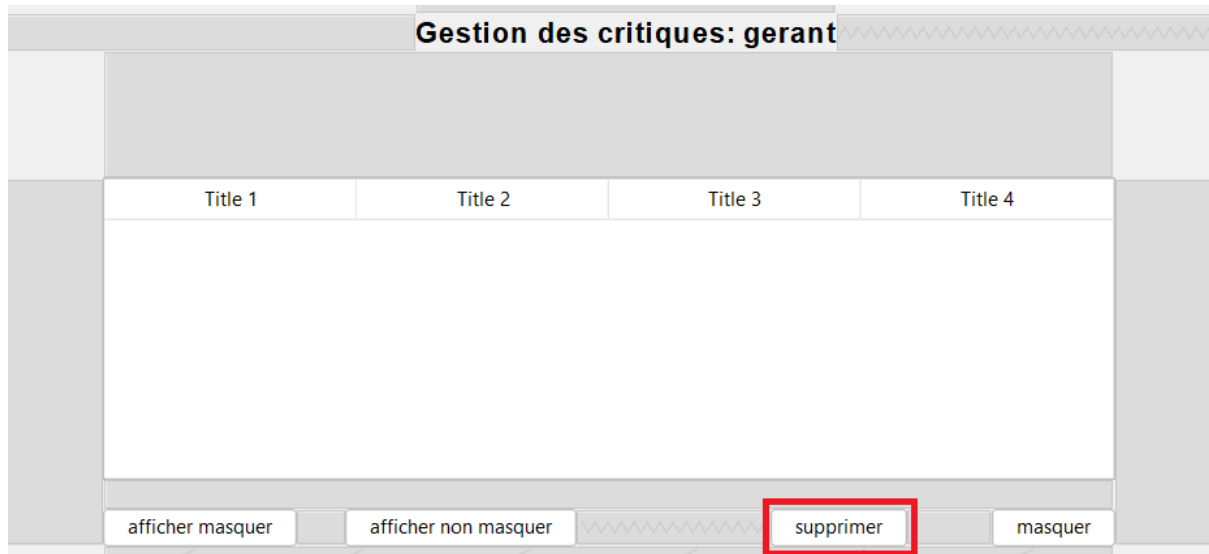 Gestion des critiques: gerant
Title 1 Title 2 Title 3 Title 4
afficher masquer afficher non masquer supprimer masquer